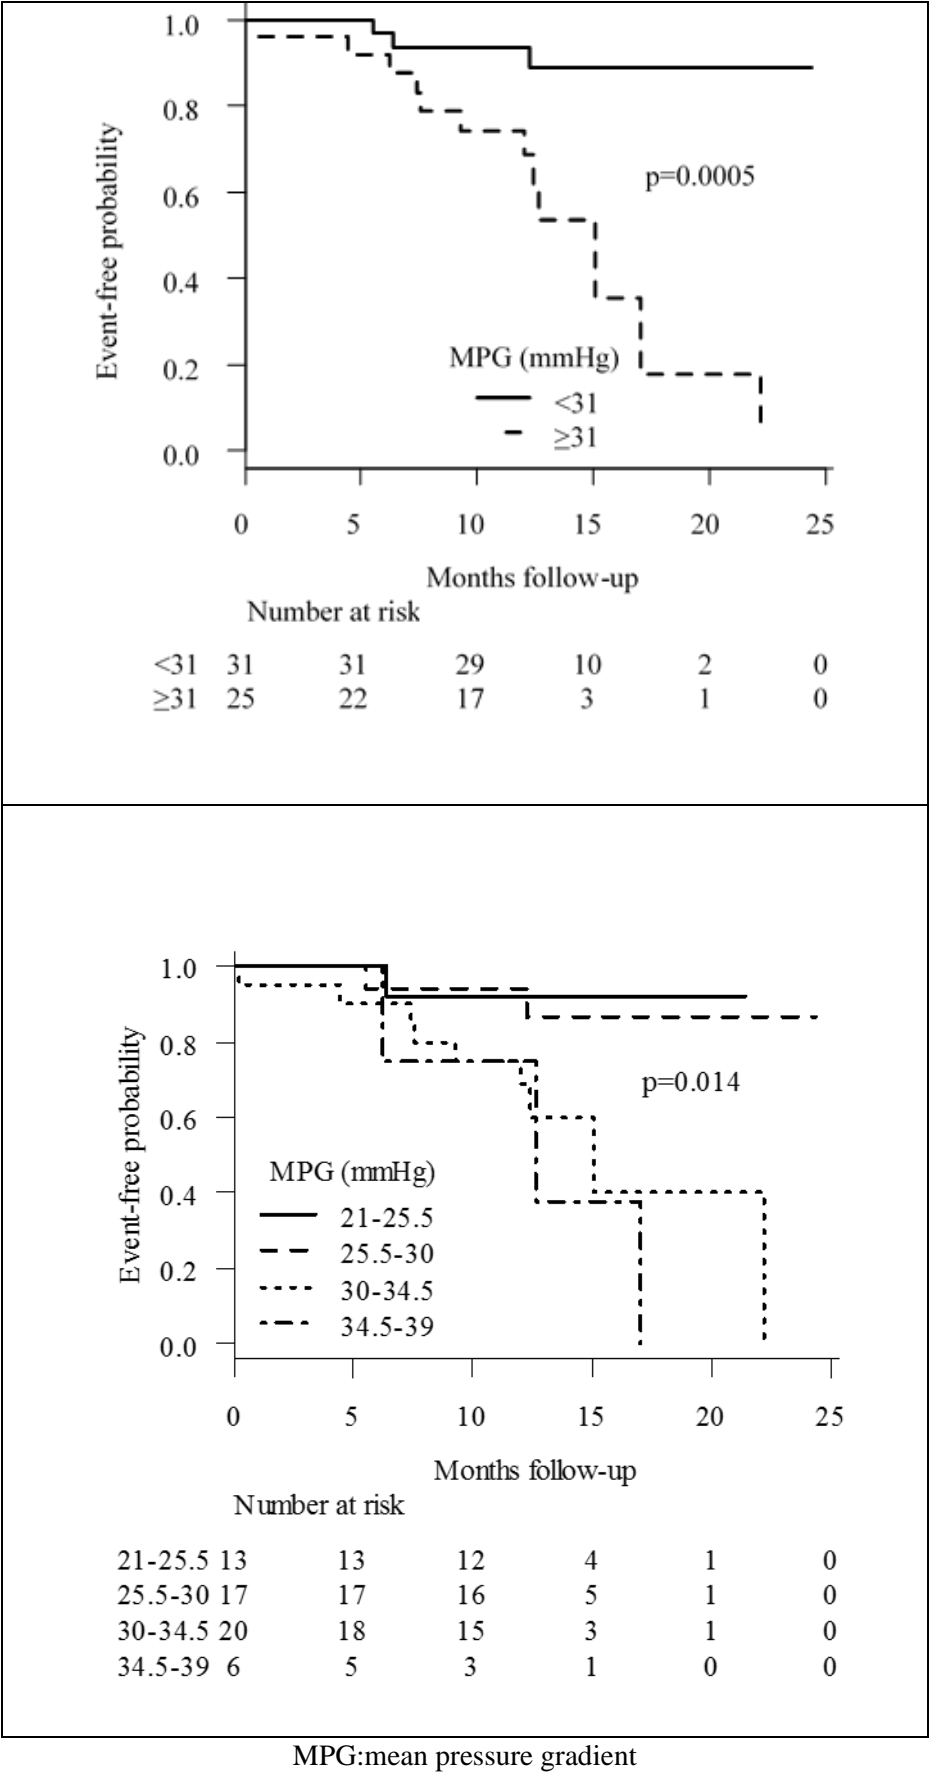 1.0
0.8
p=0.0005
0.6
0.4
MPG (mmHg)
0.2
<31
≥31
0.0
Event-free probability
0 5 10 15 20 25
Months follow-up
Number at risk
<31 31 31 29 10 2 0
≥31 25 22 17 3 1 0
1.0
0.8
p=0.014
0.6
MPG (mmHg)
0.4
21-25.5
25.5-30
0.2
30-34.5
34.5-39
0.0
Event-free probability
0 5 10 15 20 25
Months follow-up
Number at risk
21-25.5 13 13 12 4 1 0
25.5-30 17 17 16 5 1 0
30-34.5 20 18 15 3 1 0
34.5-39 6 5 3 1 0 0
MPG:mean pressure gradient